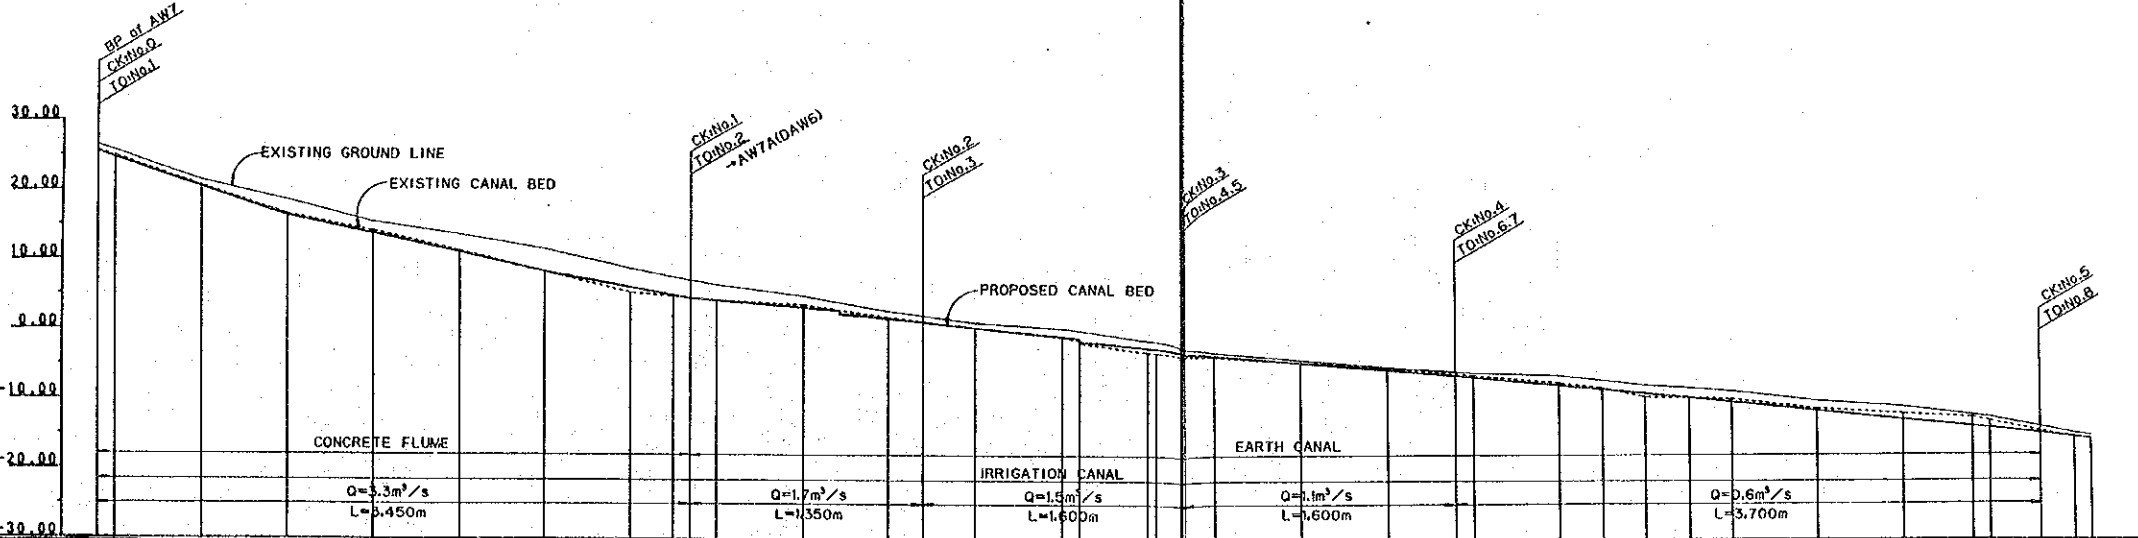 BP of AW7
CK:No.0
TO:No.1
30.00
20.00
10.00
0.00
-10.00
-20.00
-30.00
EXISTING GROUND LINE
EXISTING CANAL BED
CK:No.1
TO:No.2
→AW7A(DAW6)
CK:No.2
TO:No.3
PROPOSED CANAL BED
CK:No.3
TO:No.4.5
CK:No.4
TO:No.6.7
CK:No.5
TO:No.8
CONCRETE FLUME
EARTH CANAL
IRRIGATION CANAL
Q=3.3m³/s
L=3.450m
Q=1.7m³/s
L=1.350m
Q=1.5m³/s
L=1.600m
Q=1.1m³/s
L=1.600m
Q=0.6m³/s
L=3.700m